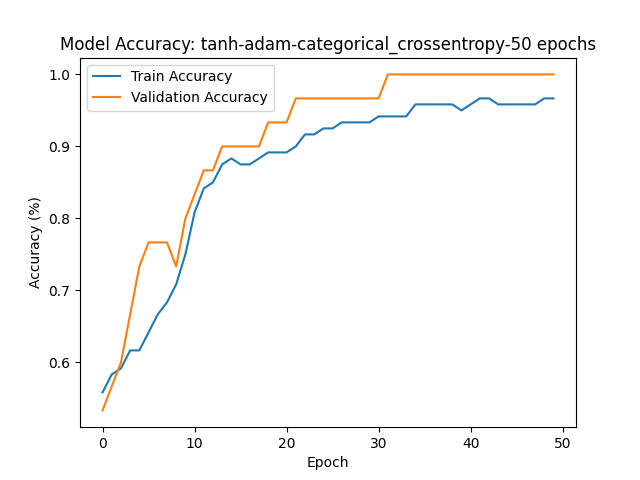 Model Accuracy: tanh-adam-categorical_crossentropy-50 epochs
Train Accuracy
Validation Accuracy
1.0
0.9
0.8
0.7
0.6
Accuracy (%)
0 10 20 30 40 50
Epoch